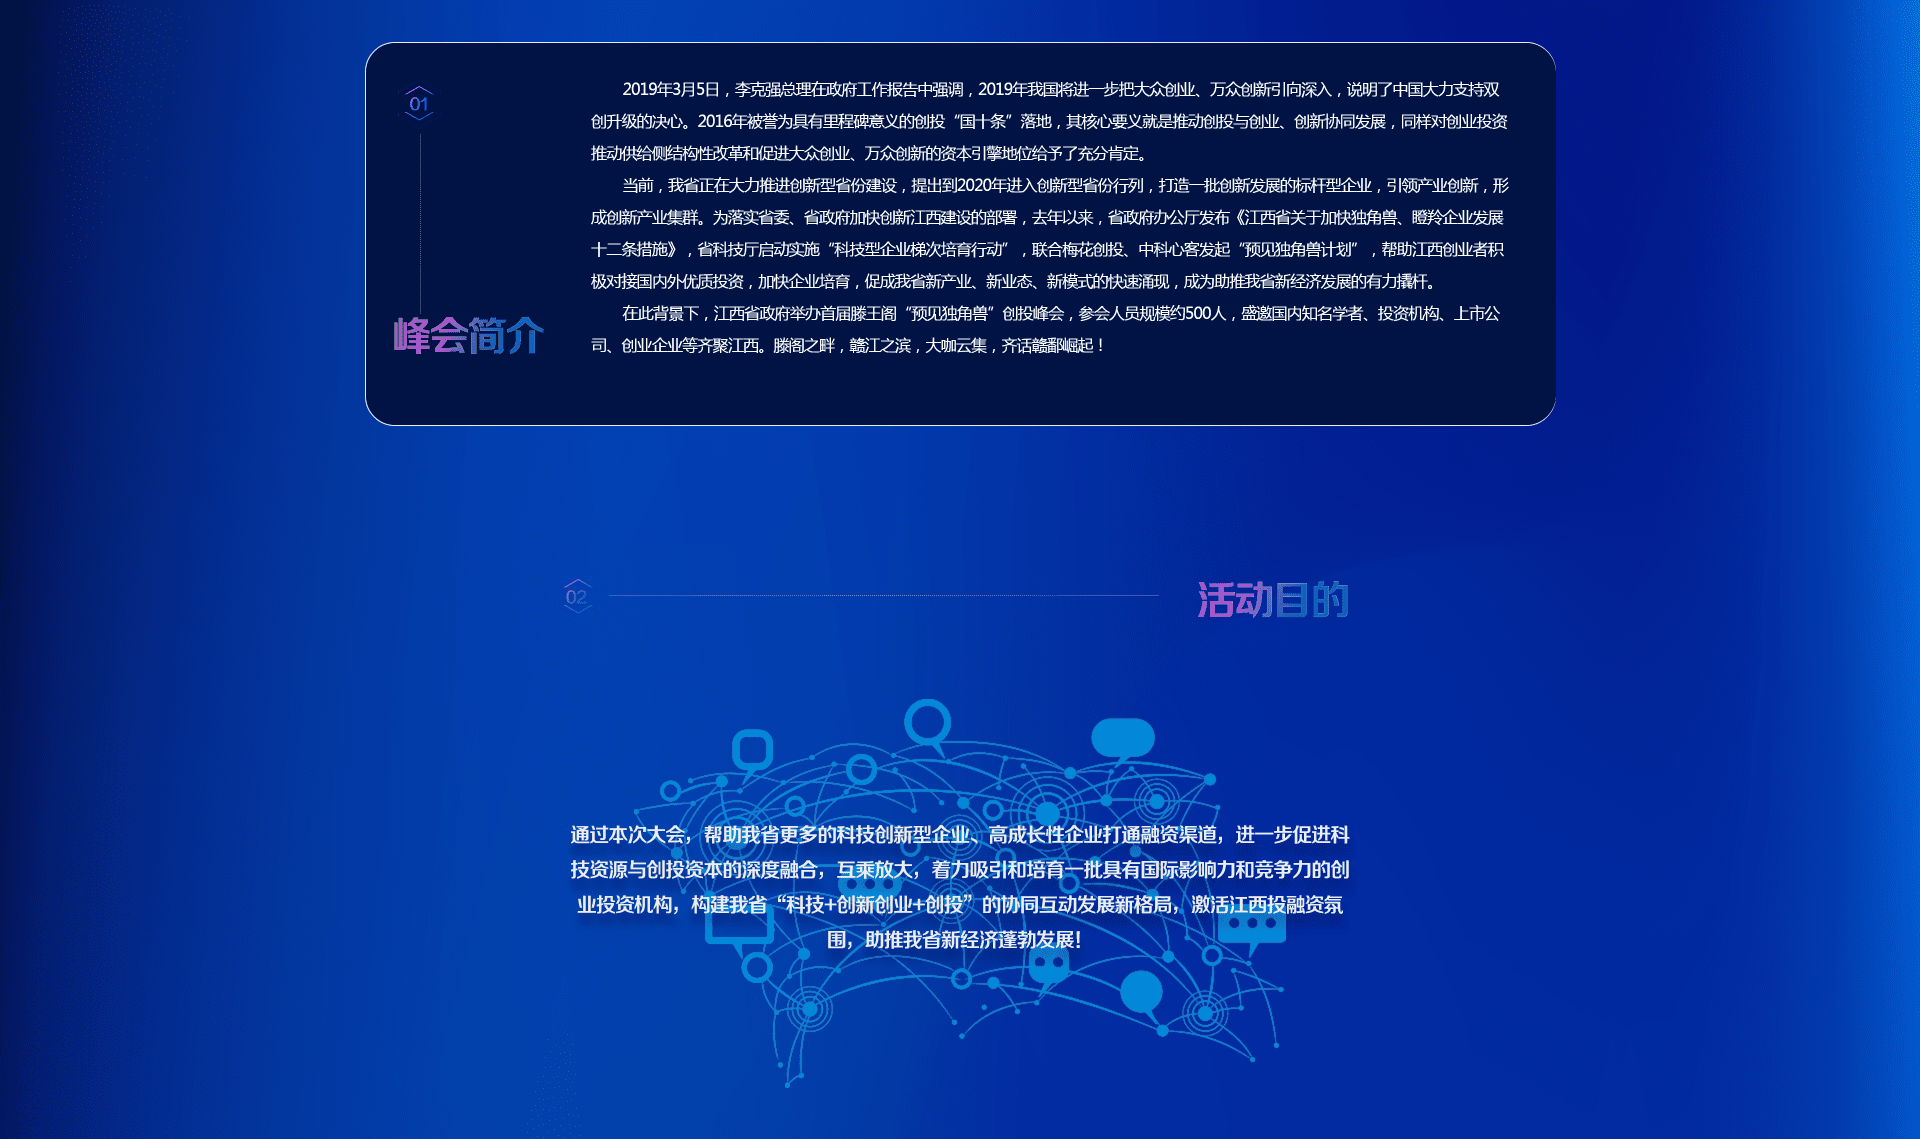 01
2019年3月5日，李克强总理在政府工作报告中强调，2019年我国将进一步把大众创业、万众创新引向深入，说明了中国大力支持双
创升级的决心。2016年被誉为具有里程碑意义的创投“国十条”落地，其核心要义就是推动创投与创业、创新协同发展，同样对创业投资
推动供给侧结构性改革和促进大众创业、万众创新的资本引擎地位给予了充分肯定。
当前，我省正在大力推进创新型省份建设，提出到2020年进入创新型省份行列，打造一批创新发展的标杆型企业，引领产业创新，形
成创新产业集群。为落实省委、省政府加快创新江西建设的部署，去年以来，省政府办公厅发布《江西省关于加快独角兽、瞪羚企业发展
十二条措施》，省科技厅启动实施“科技型企业梯次培育行动”，联合梅花创投、中科心客发起“预见独角兽计划”，帮助江西创业者积
极对接国内外优质投资，加快企业培育，促成我省新产业、新业态、新模式的快速涌现，成为助推我省新经济发展的有力撬杆。
在此背景下，江西省政府举办首届滕王阁“预见独角兽”创投峰会，参会人员规模约500人，盛邀国内知名学者、投资机构、上市公
司、创业企业等齐聚江西。滕阁之畔，赣江之滨，大咖云集，齐话赣鄱崛起！
峰会简介
02
活动目的
通过本次大会，帮助我省更多的科技创新型企业、高成长性企业打通融资渠道，进一步促进科
技资源与创投资本的深度融合，互乘放大，着力吸引和培育一批具有国际影响力和竞争力的创
业投资机构，构建我省“科技+创新创业+创投”的协同互动发展新格局，激活江西投融资氛
围，助推我省新经济蓬勃发展!